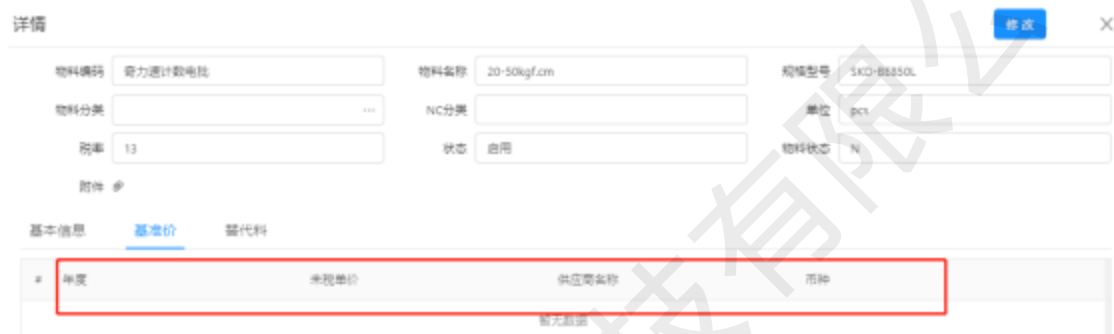 详情 修改
物料编码 奇力速计数电批 物料名称 20-50kgf.cm 规格型号 SKD-BE850L
物料分类 NC分类 单位 pcs
税率 13 状态 启用 物料状态 N
附件
基本信息 基准价 替代料
# 年度 未税单价 供应商名称 币种
暂无数据
技有限公